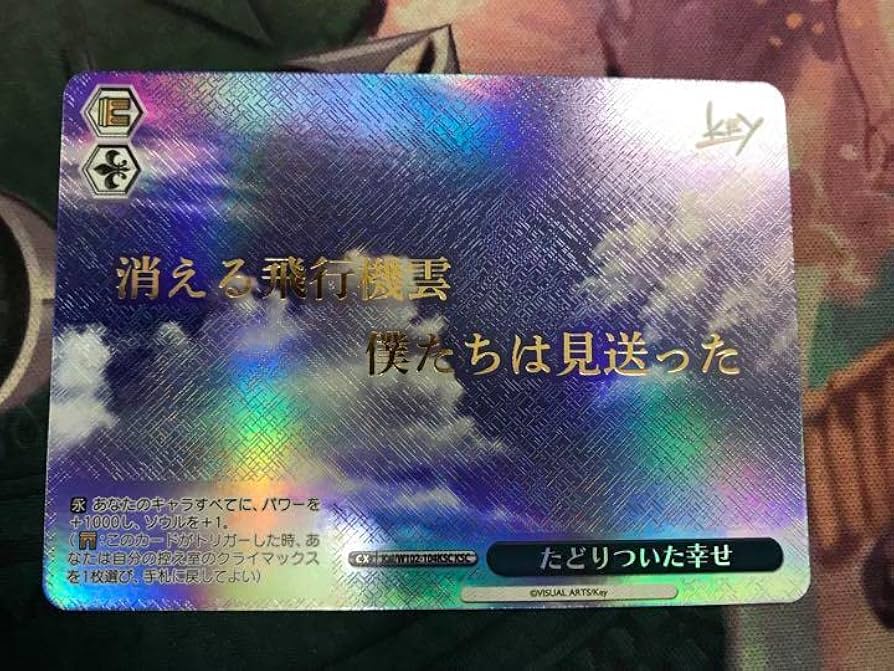 Key
消える飛行機雲
僕たちは見送った
永 あなたのキャラすべてに、パワーを
+1000し、ソウルを+1。
(:このカードがトリガーした時、あ
なたは自分の控え室のクライマックス
を1枚選び、手札に戻してよい)
/W102-104KSC KSC
たどりついた幸せ
©VISUAL ARTS/Key